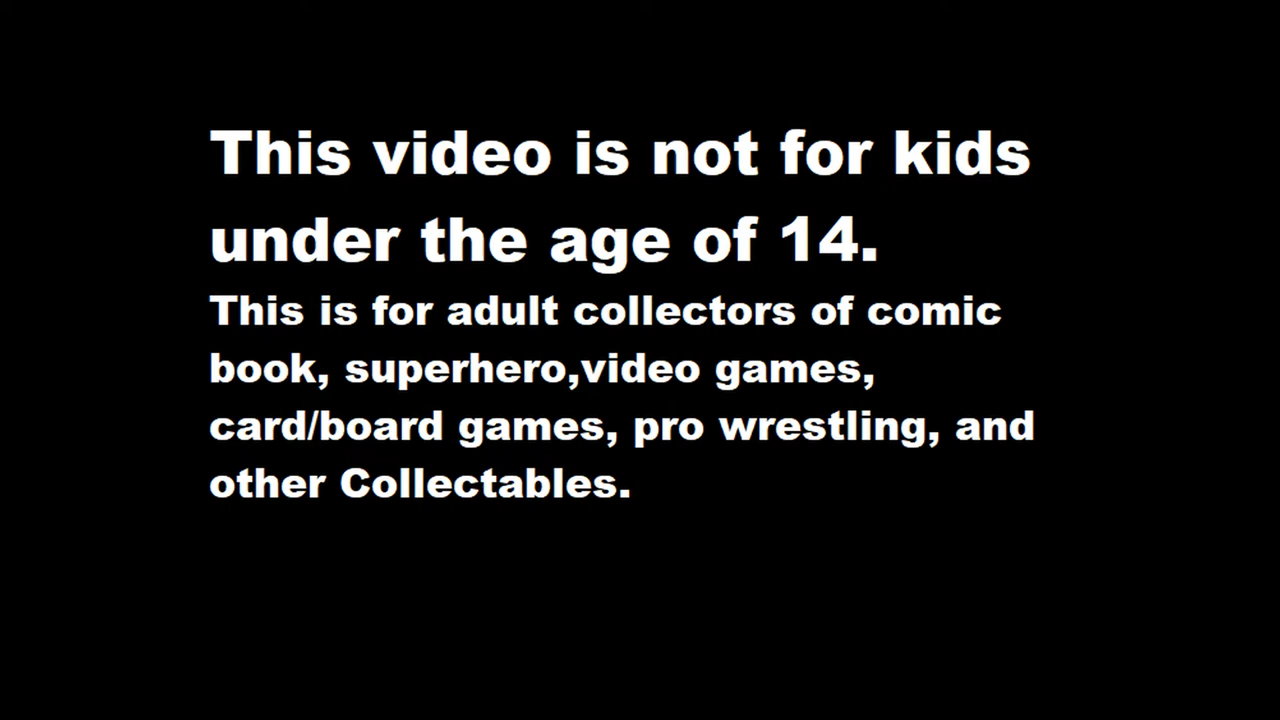 This video is not for kids
under the age of 14.
This is for adult collectors of comic
book, superhero,video games,
card/board games, pro wrestling, and
other Collectables.